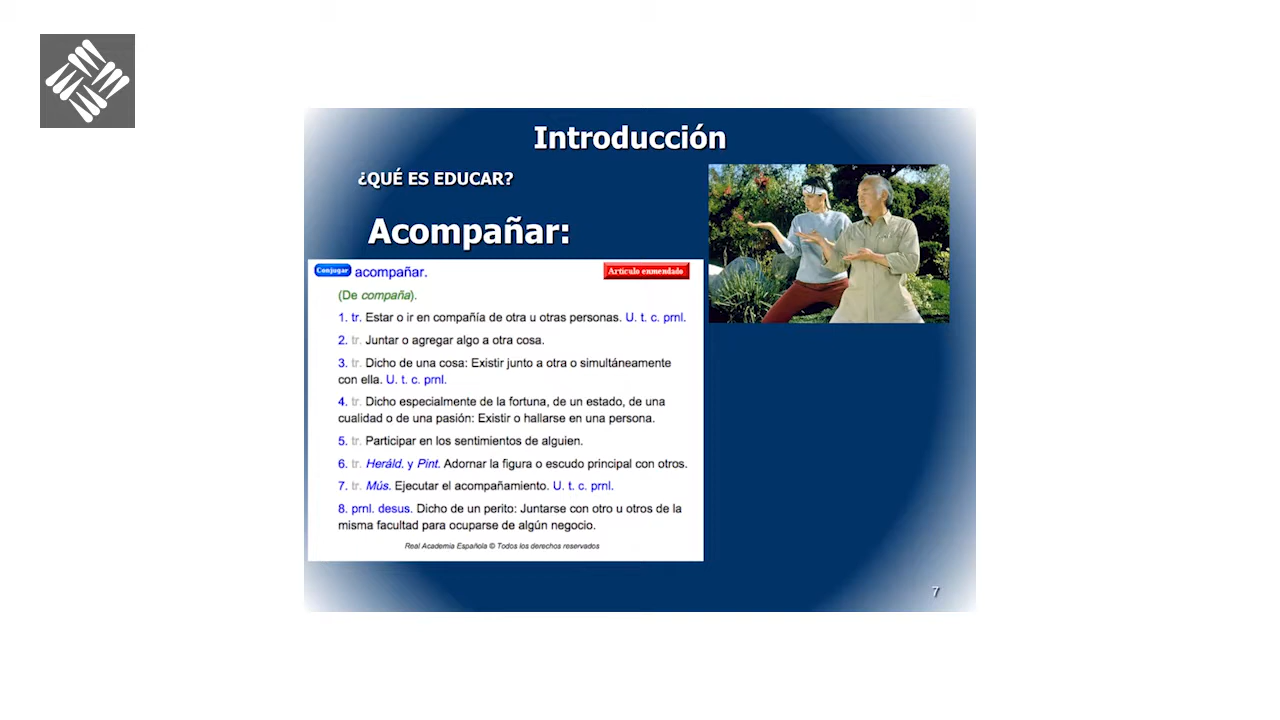 Introducción
¿QUÉ ES EDUCAR?
Acompañar:
Conjugar acompañar. Artículo enmendado
(De compaña).
1. tr. Estar o ir en compañía de otra u otras personas. U. t. c. prnl.
2. tr. Juntar o agregar algo a otra cosa.
3. tr. Dicho de una cosa: Existir junto a otra o simultáneamente
con ella. U. t. c. prnl.
4. tr. Dicho especialmente de la fortuna, de un estado, de una
cualidad o de una pasión: Existir o hallarse en una persona.
5. tr. Participar en los sentimientos de alguien.
6. tr. Heráld. y Pint. Adornar la figura o escudo principal con otros.
7. tr. Mús. Ejecutar el acompañamiento. U. t. c. prnl.
8. prnl. desus. Dicho de un perito: Juntarse con otro u otros de la
misma facultad para ocuparse de algún negocio.
Real Academia Española © Todos los derechos reservados
7